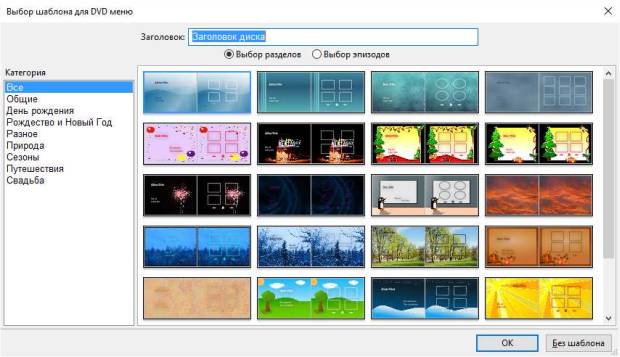 Выбор шаблона для DVD меню
Заголовок: Заголовок диска
Выбор разделов Выбор эпизодов
Категория
Все
Общие
День рождения
Рождество и Новый Год
Разное
Природа
Сезоны
Путешествия
Свадьба
OK Без шаблона